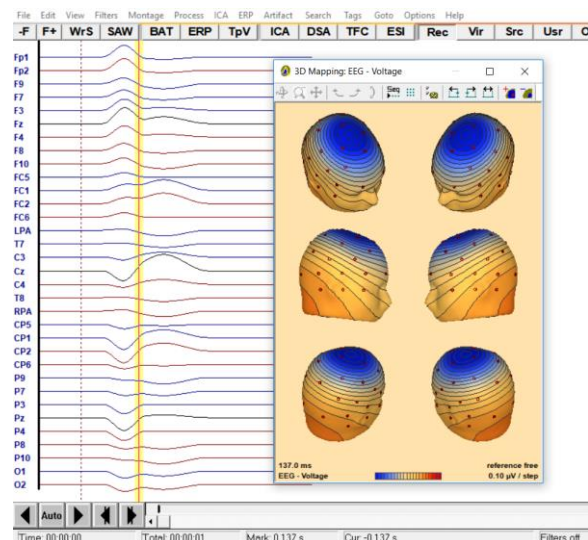 File Edit View Filters Montage Process ICA ERP Artifact Search Tags Goto Options Help
-F F+ WrS SAW BAT ERP TpV ICA DSA TFC ESI Rec Vir Src Usr
Fp1
Fp2
F9
F7
F3
Fz
F4
F8
F10
FC5
FC1
FC2
FC6
LPA
T7
C3
Cz
C4
T8
RPA
CP5
CP1
CP2
CP6
P9
P7
P3
Pz
P4
P8
P10
O1
O2
3D Mapping: EEG - Voltage
Seq
137.0 ms reference free
EEG - Voltage 0.10 µV / step
Auto
Time: 00:00:00 Total: 00:00:01 Mark: 0.137 s Cur: -0.137 s Filters off